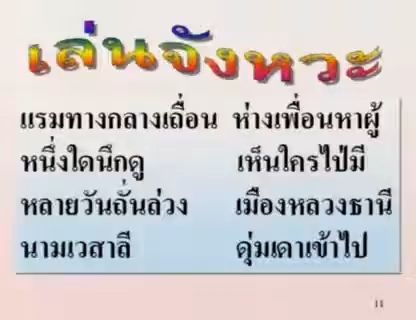 เล่นจังหวะ
แรมทางกลางเถื่อน ห่างเพื่อนหาผู้
หนึ่งใดนึกดู เห็นใครไป่มี
หลายวันถั่นล่วง เมืองหลวงธานี
นามเวสาลี ดุ่มเดาเข้าไป
11